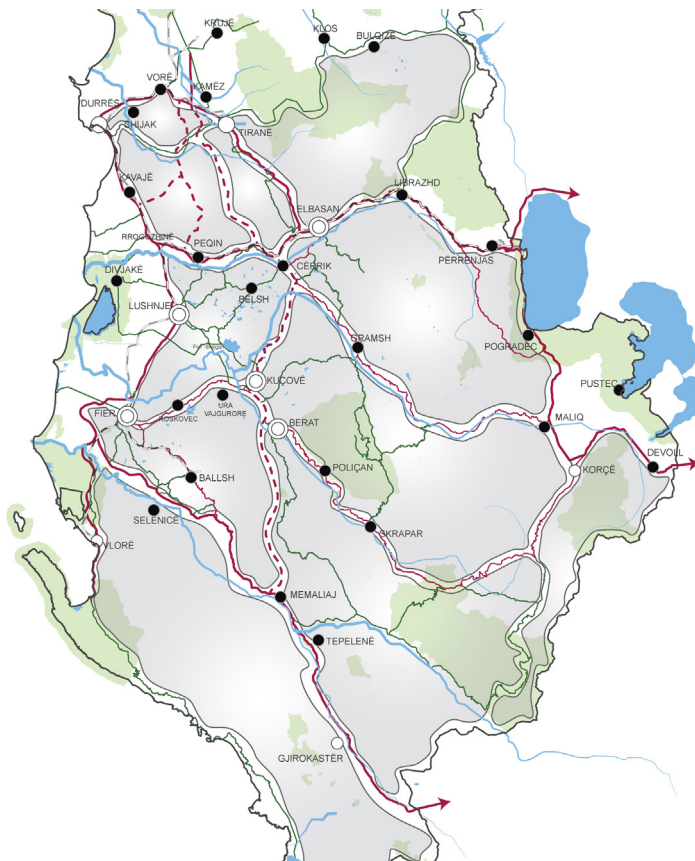 KRUJË
KLOS
BULQIZË
VORË
KAMËZ
DURRËS
SHIJAK
TIRANË
KAVAJË
LIBRAZHD
ELBASAN
RROGOZHINË
PEQIN
PËRRENJAS
CËRRIK
DIVJAKË
BELSH
LUSHNJE
GRAMSH
POGRADEC
KUÇOVË
PUSTEC
ROSKOVEC
URA
VAJGURORE
FIER
BERAT
MALIQ
DEVOLL
POLIÇAN
KORÇË
BALLSH
SELENICË
SKRAPAR
VLORË
MEMALIAJ
TEPELENË
GJIROKASTËR